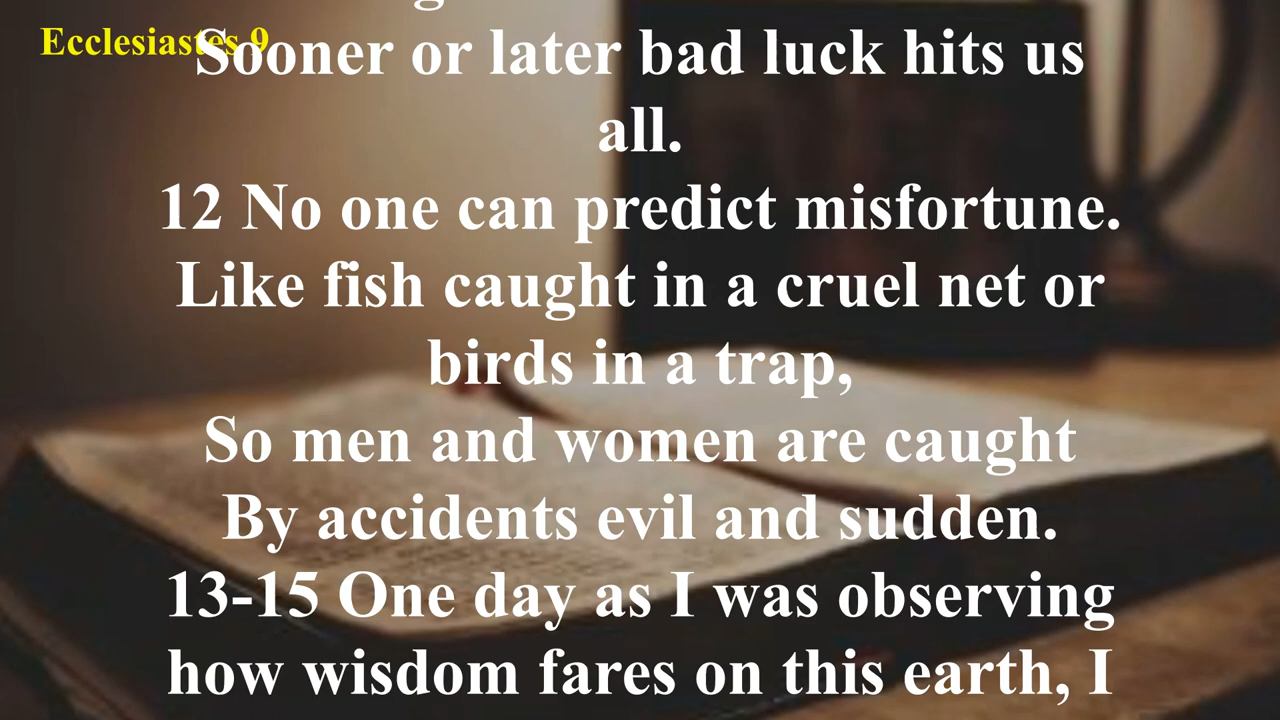 Ecclesiastes 9
Sooner or later bad luck hits us
all.
12 No one can predict misfortune.
Like fish caught in a cruel net or
birds in a trap,
So men and women are caught
By accidents evil and sudden.
13-15 One day as I was observing
how wisdom fares on this earth, I